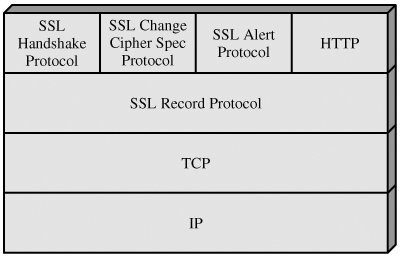 SSL
Handshake
Protocol
SSL Change
Cipher Spec
Protocol
SSL Alert
Protocol
HTTP
SSL Record Protocol
TCP
IP